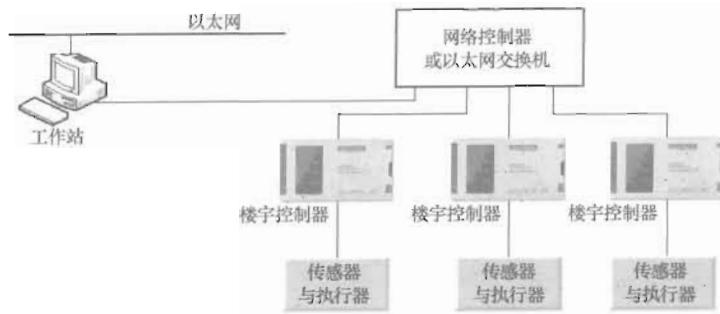 以太网
网络控制器
或以太网交换机
工作站
楼宇控制器
楼宇控制器
楼宇控制器
传感器
与执行器
传感器
与执行器
传感器
与执行器